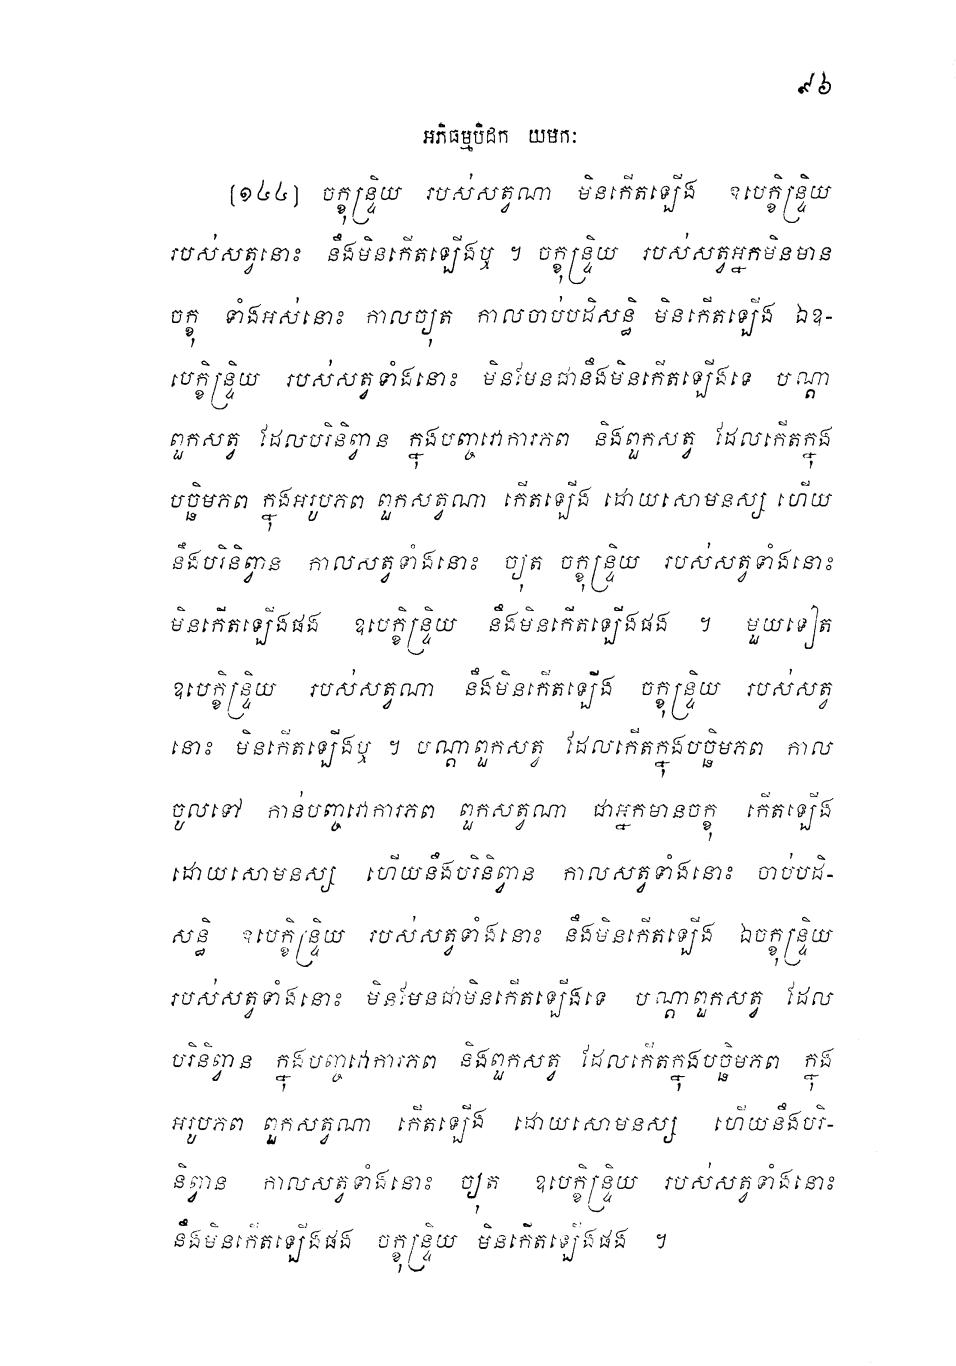 ៩៦
អភិធម្មបិដក យមកៈ
[១៤៤] ចក្ខុន្ទ្រិយ របស់សត្វណា មិនកើតឡើង ឧបេក្ខិន្ទ្រិយ
របស់សត្វនោះ នឹងមិនកើតឡើងឬ ។ ចក្ខុន្ទ្រិយ របស់សត្វអ្នកមិនមាន
ចក្ខុ ទាំងអស់នោះ កាលច្យុត កាលចាប់បដិសន្ធិ មិនកើតឡើង ឯឧ-
បេក្ខិន្ទ្រិយ របស់សត្វទាំងនោះ មិនមែនជានឹងមិនកើតឡើងទេ បណ្តា
ពួកសត្វ ដែលបរិនិព្វាន ក្នុងបញ្ចវោការភព និងពួកសត្វ ដែលកើតក្នុង
បច្ឆិមភព ក្នុងអរូបភព ពួកសត្វណា កើតឡើង ដោយសោមនស្ស ហើយ
នឹងបរិនិព្វាន កាលសត្វទាំងនោះ ច្យុត ចក្ខុន្ទ្រិយ របស់សត្វទាំងនោះ
មិនកើតឡើងផង ឧបេក្ខិន្ទ្រិយ នឹងមិនកើតឡើងផង ។ មួយទៀត
ឧបេក្ខិន្ទ្រិយ របស់សត្វណា នឹងមិនកើតឡើង ចក្ខុន្ទ្រិយ របស់សត្វ
នោះ មិនកើតឡើងឬ ។ បណ្តាពួកសត្វ ដែលកើតក្នុងបច្ឆិមភព កាល
ចូលទៅ កាន់បញ្ចវោការភព ពួកសត្វណា ជាអ្នកមានចក្ខុ កើតឡើង
ដោយសោមនស្ស ហើយនឹងបរិនិព្វាន កាលសត្វទាំងនោះ ចាប់បដិ-
សន្ធិ ឧបេក្ខិន្ទ្រិយ របស់សត្វទាំងនោះ នឹងមិនកើតឡើង ឯចក្ខុន្ទ្រិយ
របស់សត្វទាំងនោះ មិនមែនជាមិនកើតឡើងទេ បណ្តាពួកសត្វ ដែល
បរិនិព្វាន ក្នុងបញ្ចវោការភព និងពួកសត្វ ដែលកើតក្នុងបច្ឆិមភព ក្នុង
អរូបភព ពួកសត្វណា កើតឡើង ដោយសោមនស្ស ហើយនឹងបរិ-
និព្វាន កាលសត្វទាំងនោះ ច្យុត ឧបេក្ខិន្ទ្រិយ របស់សត្វទាំងនោះ
នឹងមិនកើតឡើងផង ចក្ខុន្ទ្រិយ មិនកើតឡើងផង ។